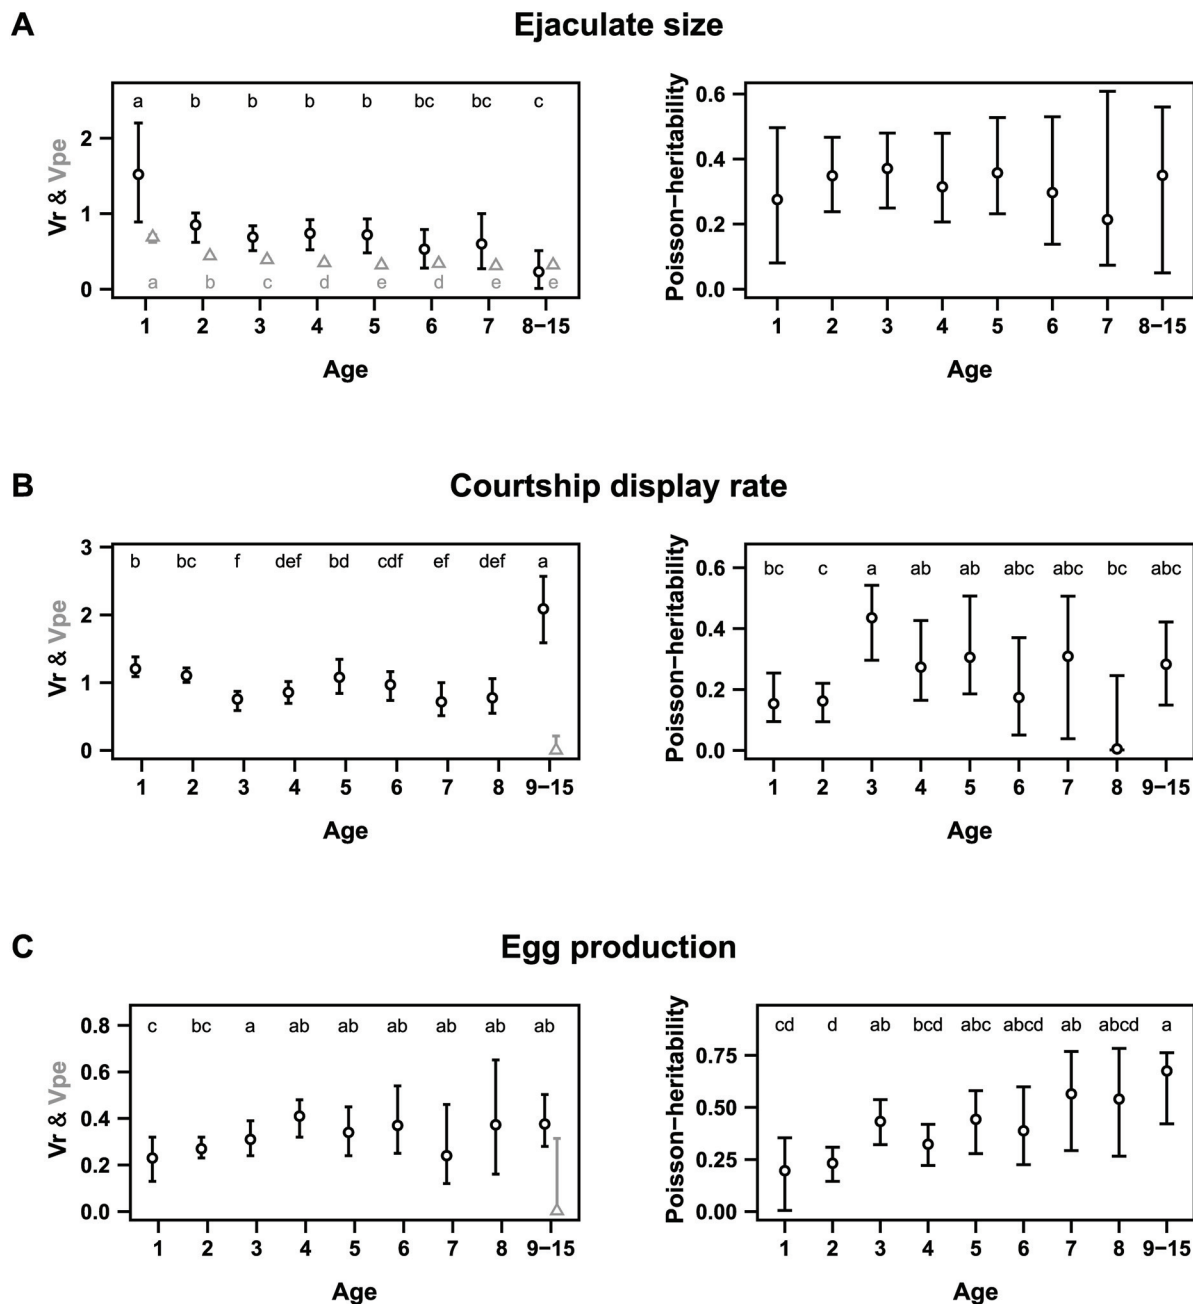 A
Ejaculate size
Vr & Vpe
2
1
0
a b b b b bc bc c
a b c d e d e e
1 2 3 4 5 6 7 8−15
Age
Poisson−heritability
0.6
0.4
0.2
0.0
1 2 3 4 5 6 7 8−15
Age
B
Courtship display rate
Vr & Vpe
3
2
1
0
b bc f def bd cdf ef def a
1 2 3 4 5 6 7 8 9−15
Age
Poisson−heritability
0.6
0.4
0.2
0.0
bc c a ab ab abc abc bc abc
1 2 3 4 5 6 7 8 9−15
Age
C
Egg production
Vr & Vpe
0.8
0.6
0.4
0.2
0.0
c bc a ab ab ab ab ab ab
1 2 3 4 5 6 7 8 9−15
Age
Poisson−heritability
0.75
0.50
0.25
0.00
cd d ab bcd abc abcd ab abcd a
1 2 3 4 5 6 7 8 9−15
Age